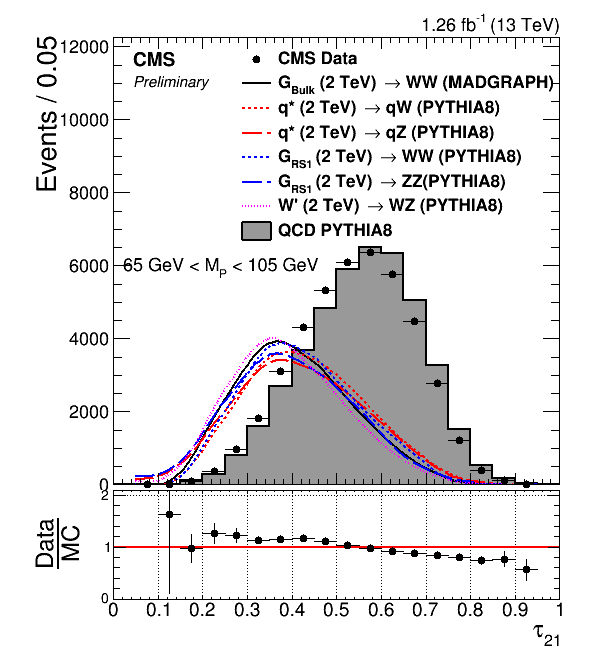 1.26 fb⁻¹ (13 TeV)
Events / 0.05
12000
10000
8000
6000
4000
2000
0
CMS
Preliminary
CMS Data
G_Bulk (2 TeV) → WW (MADGRAPH)
q* (2 TeV) → qW (PYTHIA8)
q* (2 TeV) → qZ (PYTHIA8)
G_RS1 (2 TeV) → WW (PYTHIA8)
G_RS1 (2 TeV) → ZZ(PYTHIA8)
W' (2 TeV) → WZ (PYTHIA8)
QCD PYTHIA8
65 GeV < M_P < 105 GeV
Data
MC
2
1
0
0 0.1 0.2 0.3 0.4 0.5 0.6 0.7 0.8 0.9 1
τ₂₁